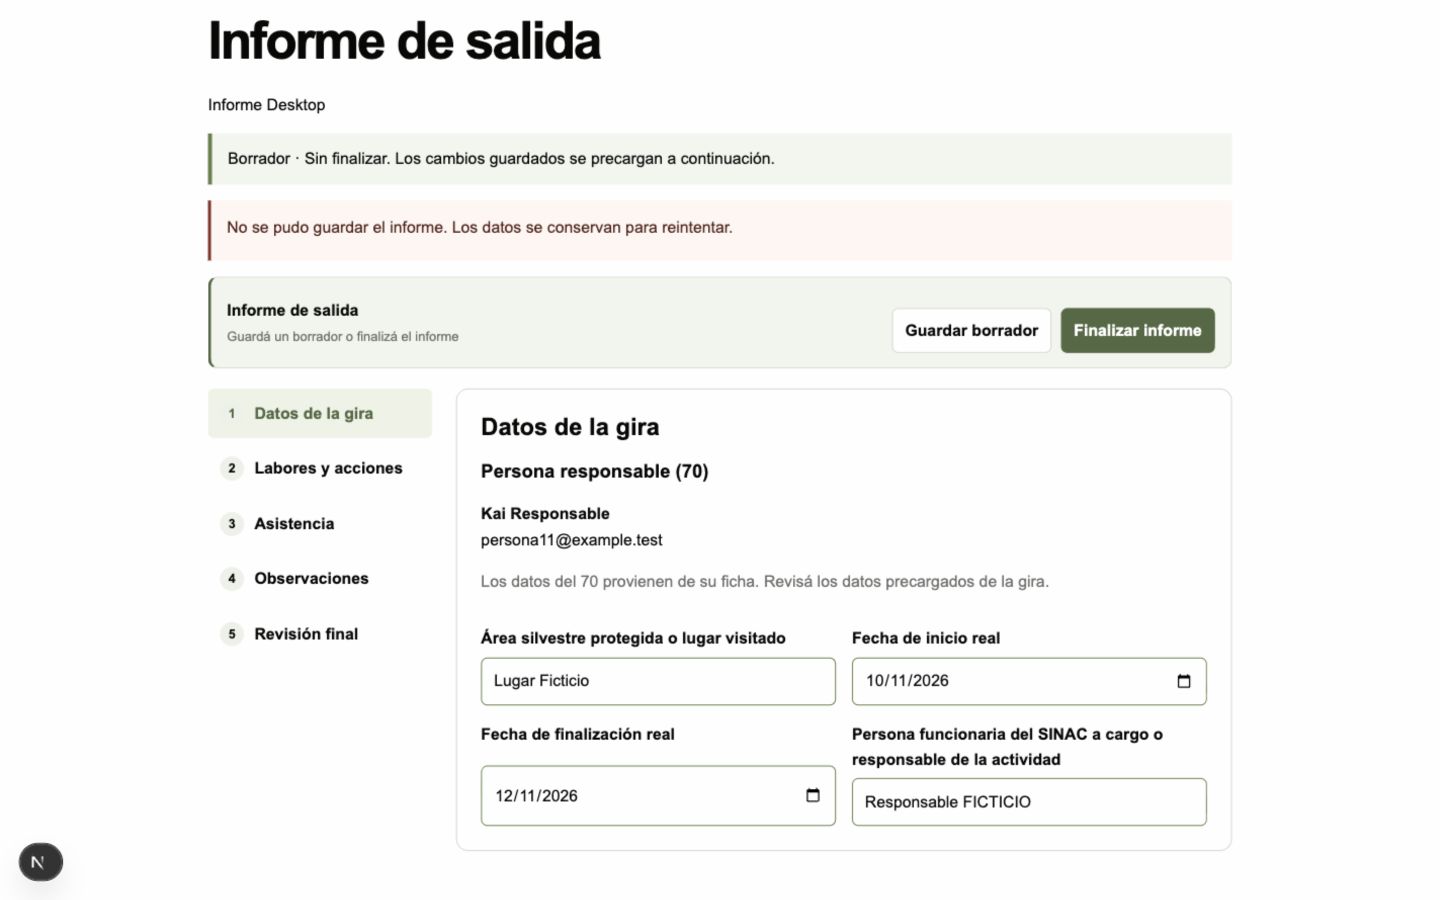 Informe de salida
Informe Desktop
Borrador · Sin finalizar. Los cambios guardados se precargan a continuación.
No se pudo guardar el informe. Los datos se conservan para reintentar.
Informe de salida
Guardá un borrador o finalizá el informe
Guardar borrador
Finalizar informe
1 Datos de la gira
2 Labores y acciones
3 Asistencia
4 Observaciones
5 Revisión final
Datos de la gira
Persona responsable (70)
Kai Responsable
persona11@example.test
Los datos del 70 provienen de su ficha. Revisá los datos precargados de la gira.
Área silvestre protegida o lugar visitado
Lugar Ficticio
Fecha de inicio real
10/11/2026
Fecha de finalización real
12/11/2026
Persona funcionaria del SINAC a cargo o
responsable de la actividad
Responsable FICTICIO
N